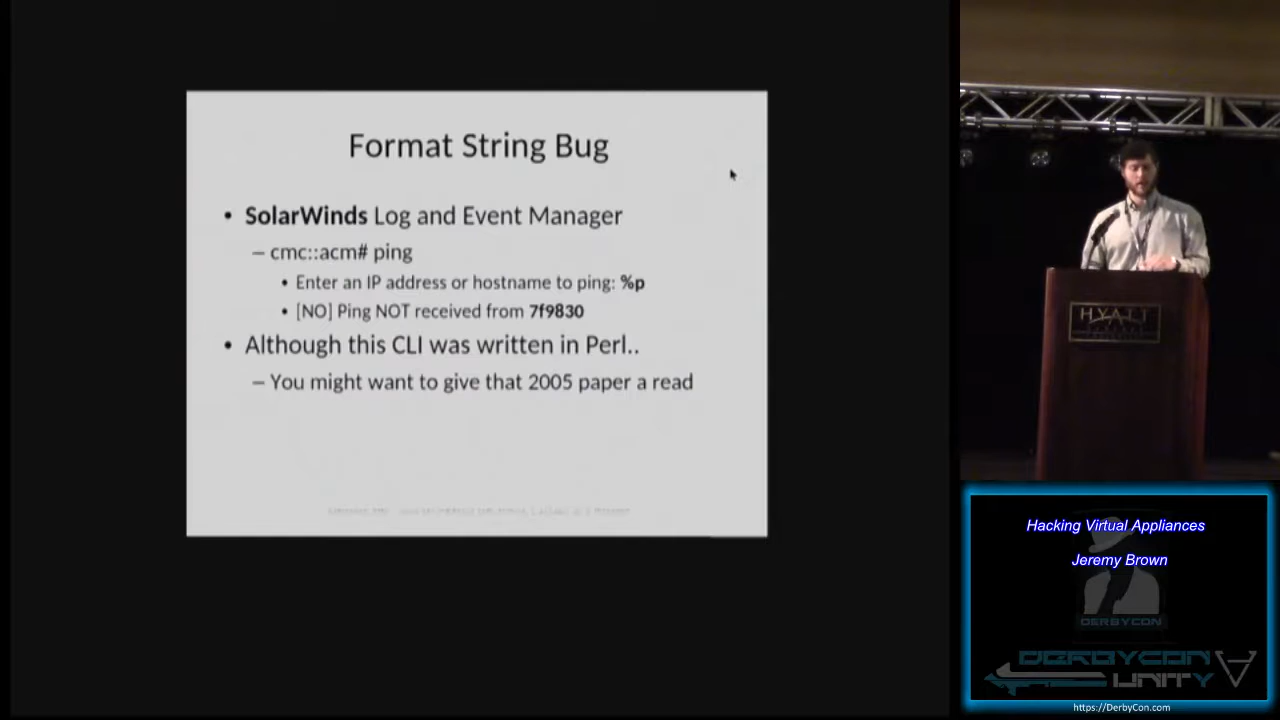 Format String Bug
• SolarWinds Log and Event Manager
– cmc::acm# ping
• Enter an IP address or hostname to ping: %p
• [NO] Ping NOT received from 7f9830
• Although this CLI was written in Perl..
– You might want to give that 2005 paper a read
HYATT
Hacking Virtual Appliances
Jeremy Brown
DERBYCON
DERBYCON
UNITY
https://DerbyCon.com